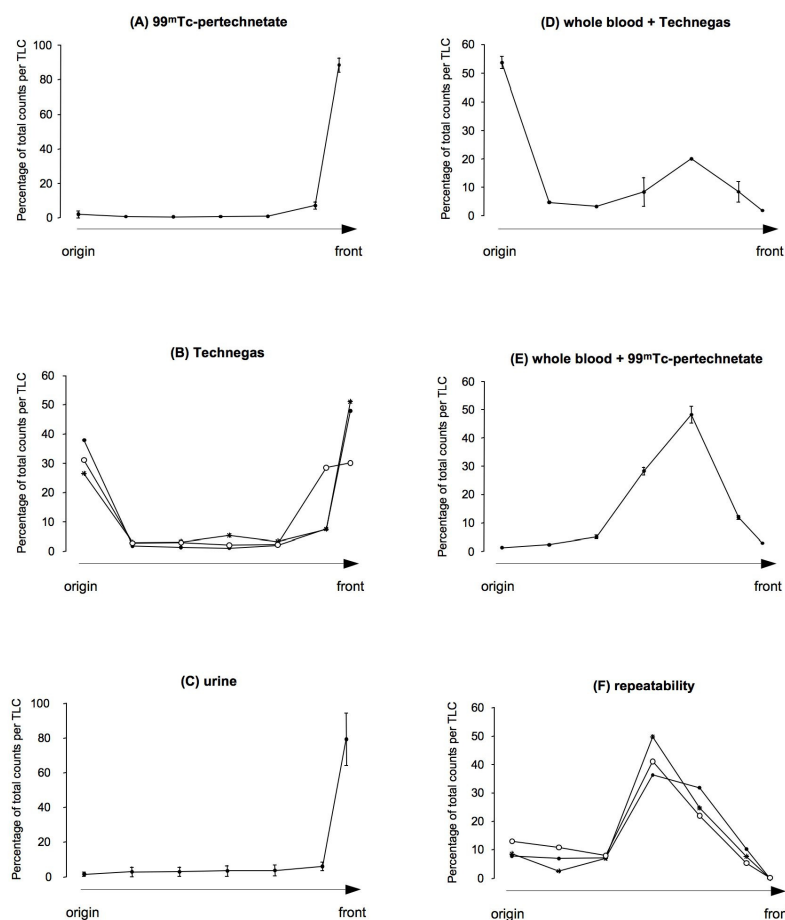 (A) 99ᵐTc-pertechnetate
Percentage of total counts per TLC
100
80
60
40
20
0
origin
front
(B) Technegas
Percentage of total counts per TLC
60
50
40
30
20
10
0
origin
front
(C) urine
Percentage of total counts per TLC
100
80
60
40
20
0
origin
front
(D) whole blood + Technegas
Percentage of total counts per TLC
60
50
40
30
20
10
0
origin
front
(E) whole blood + 99ᵐTc-pertechnetate
Percentage of total counts per TLC
60
50
40
30
20
10
0
origin
front
(F) repeatability
Percentage of total counts per TLC
60
50
40
30
20
10
0
origin
fron